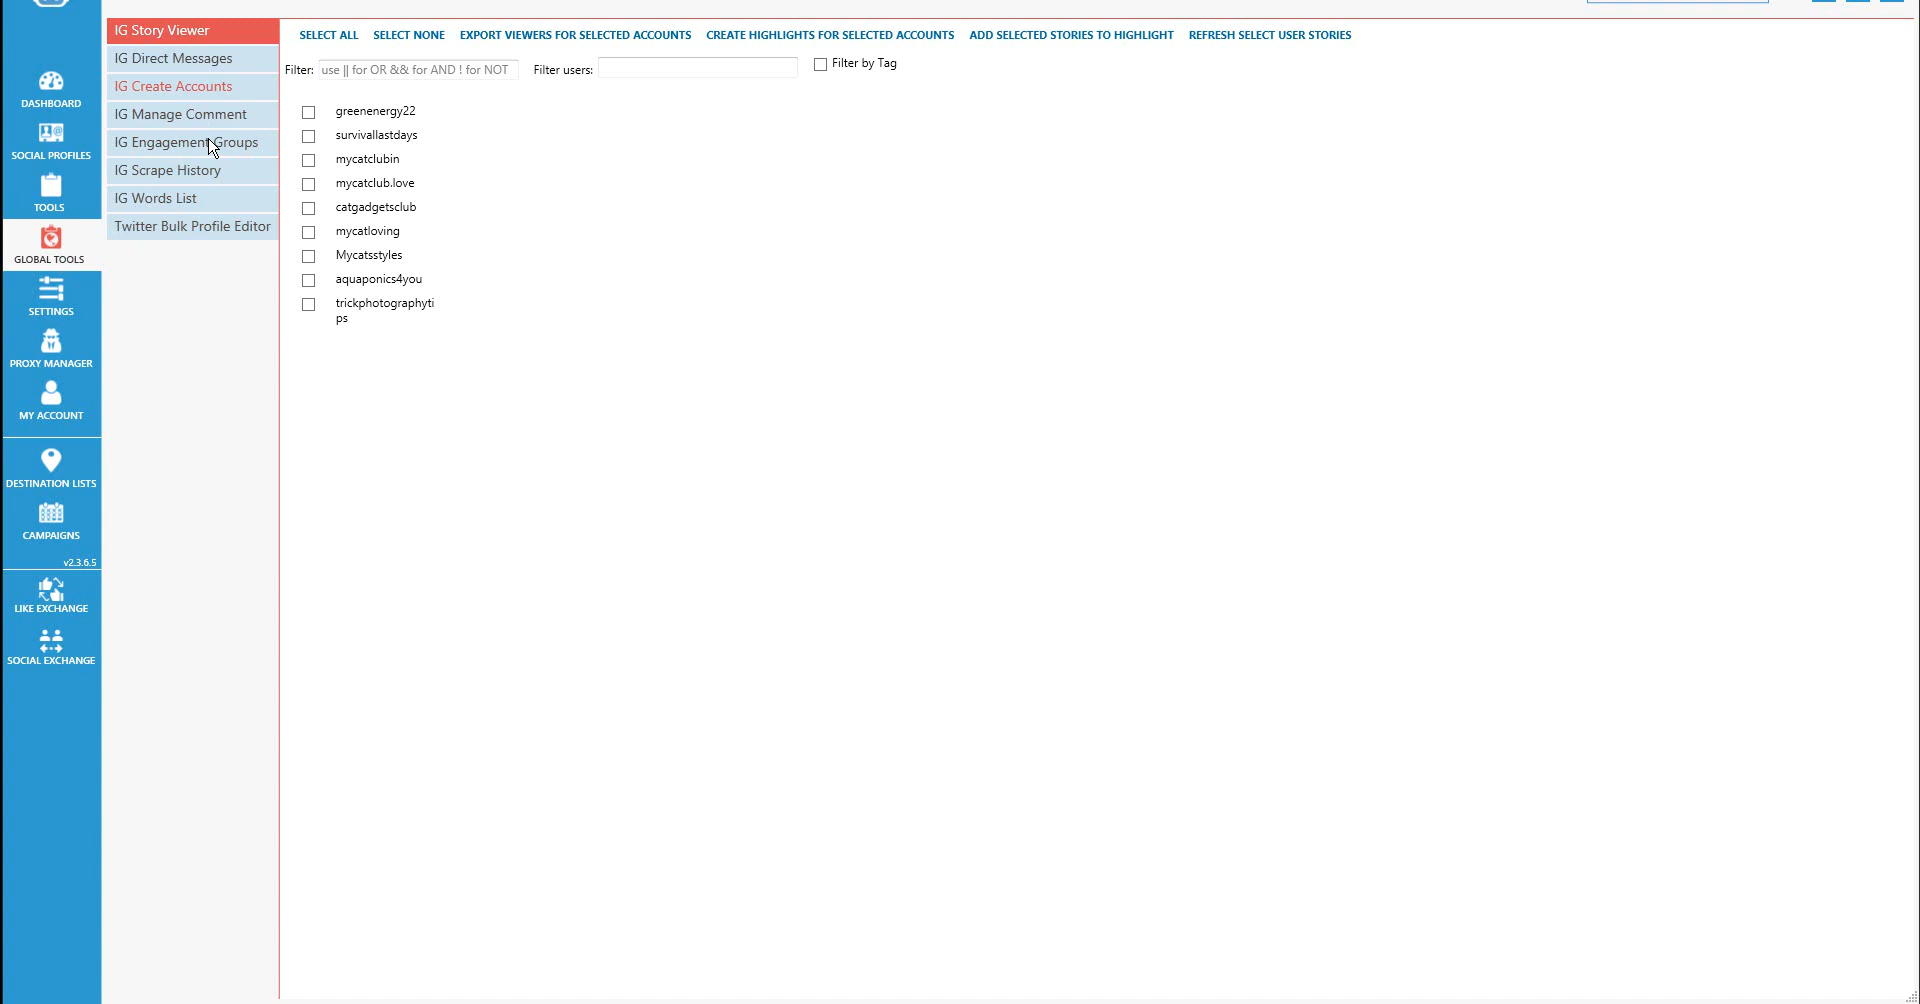 DASHBOARD
SOCIAL PROFILES
TOOLS
GLOBAL TOOLS
SETTINGS
PROXY MANAGER
MY ACCOUNT
DESTINATION LISTS
CAMPAIGNS
v2.3.6.5
LIKE EXCHANGE
SOCIAL EXCHANGE
IG Story Viewer
IG Direct Messages
IG Create Accounts
IG Manage Comment
IG Engagement Groups
IG Scrape History
IG Words List
Twitter Bulk Profile Editor
SELECT ALL SELECT NONE EXPORT VIEWERS FOR SELECTED ACCOUNTS CREATE HIGHLIGHTS FOR SELECTED ACCOUNTS ADD SELECTED STORIES TO HIGHLIGHT REFRESH SELECT USER STORIES
Filter: use || for OR && for AND ! for NOT Filter users: Filter by Tag
greenenergy22
survivallastdays
mycatclubin
mycatclub.love
catgadgetsclub
mycatloving
Mycatsstyles
aquaponics4you
trickphotographyti
ps